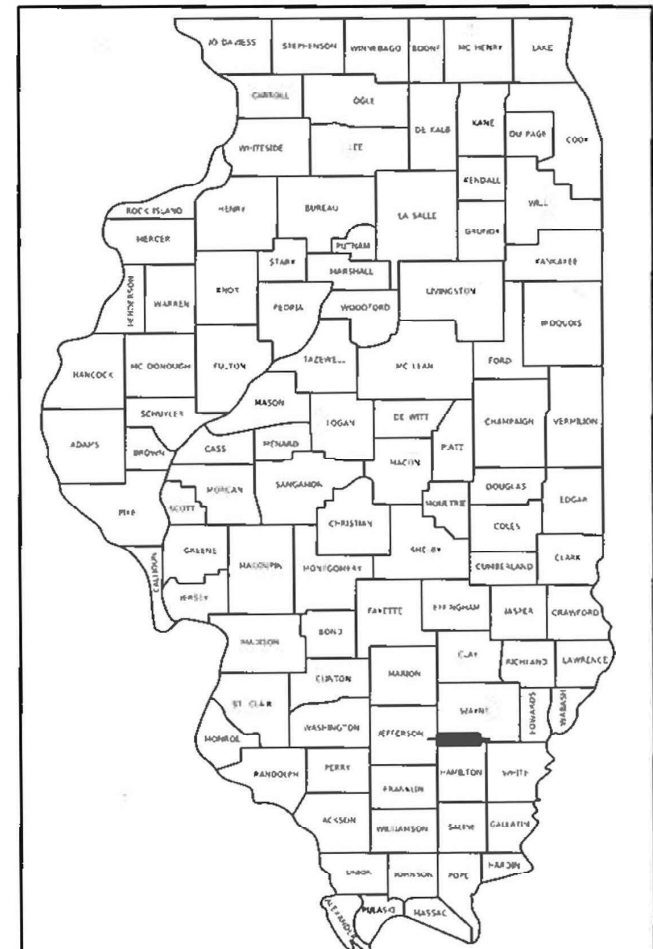 JO DAVIESS STEPHENSON WINNEBAGO BOONE MC HENRY LAKE
CARROLL OGLE DE KALB KANE DU PAGE COOK
WHITESIDE LEE KENDALL
ROCK ISLAND HENRY BUREAU LA SALLE GRUNDY WILL
MERCER STARK PUTNAM KANKAKEE
HENDERSON WARREN KNOX PEORIA MARSHALL WOODFORD LIVINGSTON IROQUOIS
HANCOCK MC DONOUGH FULTON TAZEWELL MC LEAN FORD
SCHUYLER MASON LOGAN DE WITT CHAMPAIGN VERMILION
ADAMS BROWN CASS MENARD MACON PIATT
PIKE SCOTT MORGAN SANGAMON CHRISTIAN MOULTRIE DOUGLAS EDGAR
COLES
CALHOUN GREENE MACOUPIN MONTGOMERY SHELBY CUMBERLAND CLARK
JERSEY BOND FAYETTE EFFINGHAM JASPER CRAWFORD
MADISON CLINTON MARION CLAY RICHLAND LAWRENCE
ST. CLAIR WASHINGTON JEFFERSON WAYNE EDWARDS WABASH
MONROE
RANDOLPH PERRY FRANKLIN HAMILTON WHITE
JACKSON WILLIAMSON SALINE GALLATIN
UNION JOHNSON POPE HARDIN
ALEXANDER PULASKI MASSAC